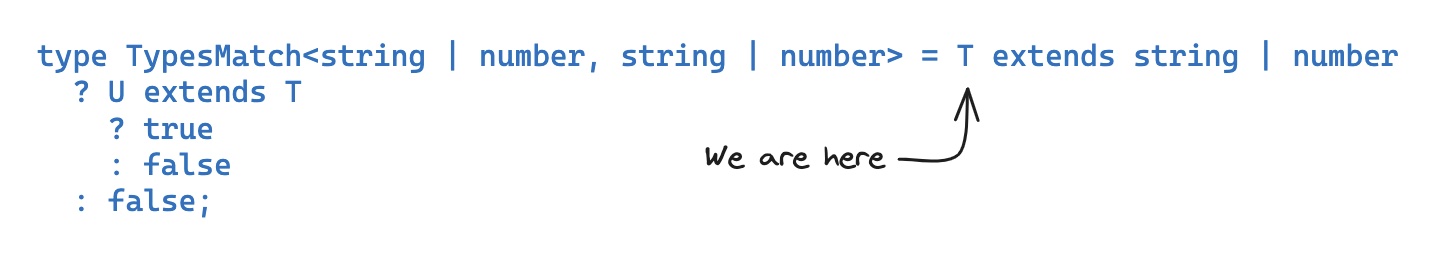 type TypesMatch<string | number, string | number> = T extends string | number
? U extends T
? true
: false
We are here
: false;